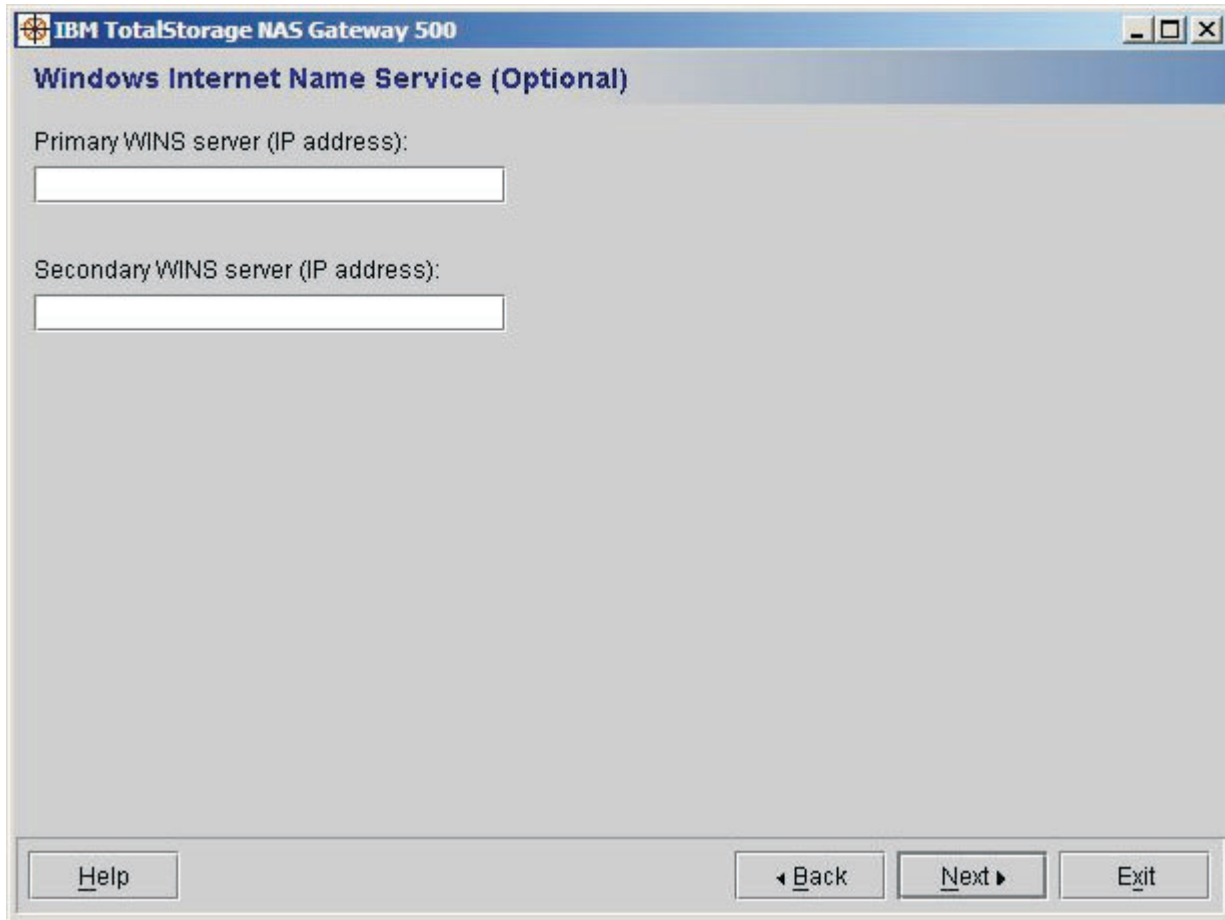 IBM TotalStorage NAS Gateway 500
Windows Internet Name Service (Optional)
Primary WINS server (IP address):
Secondary WINS server (IP address):
Help
Back
Next
Exit